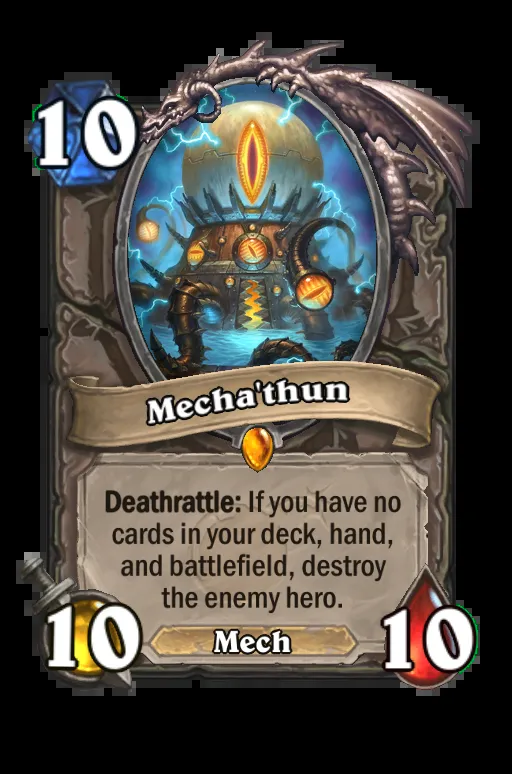 10
Mecha'thun
Deathrattle: If you have no
cards in your deck, hand,
and battlefield, destroy
the enemy hero.
10
Mech
10